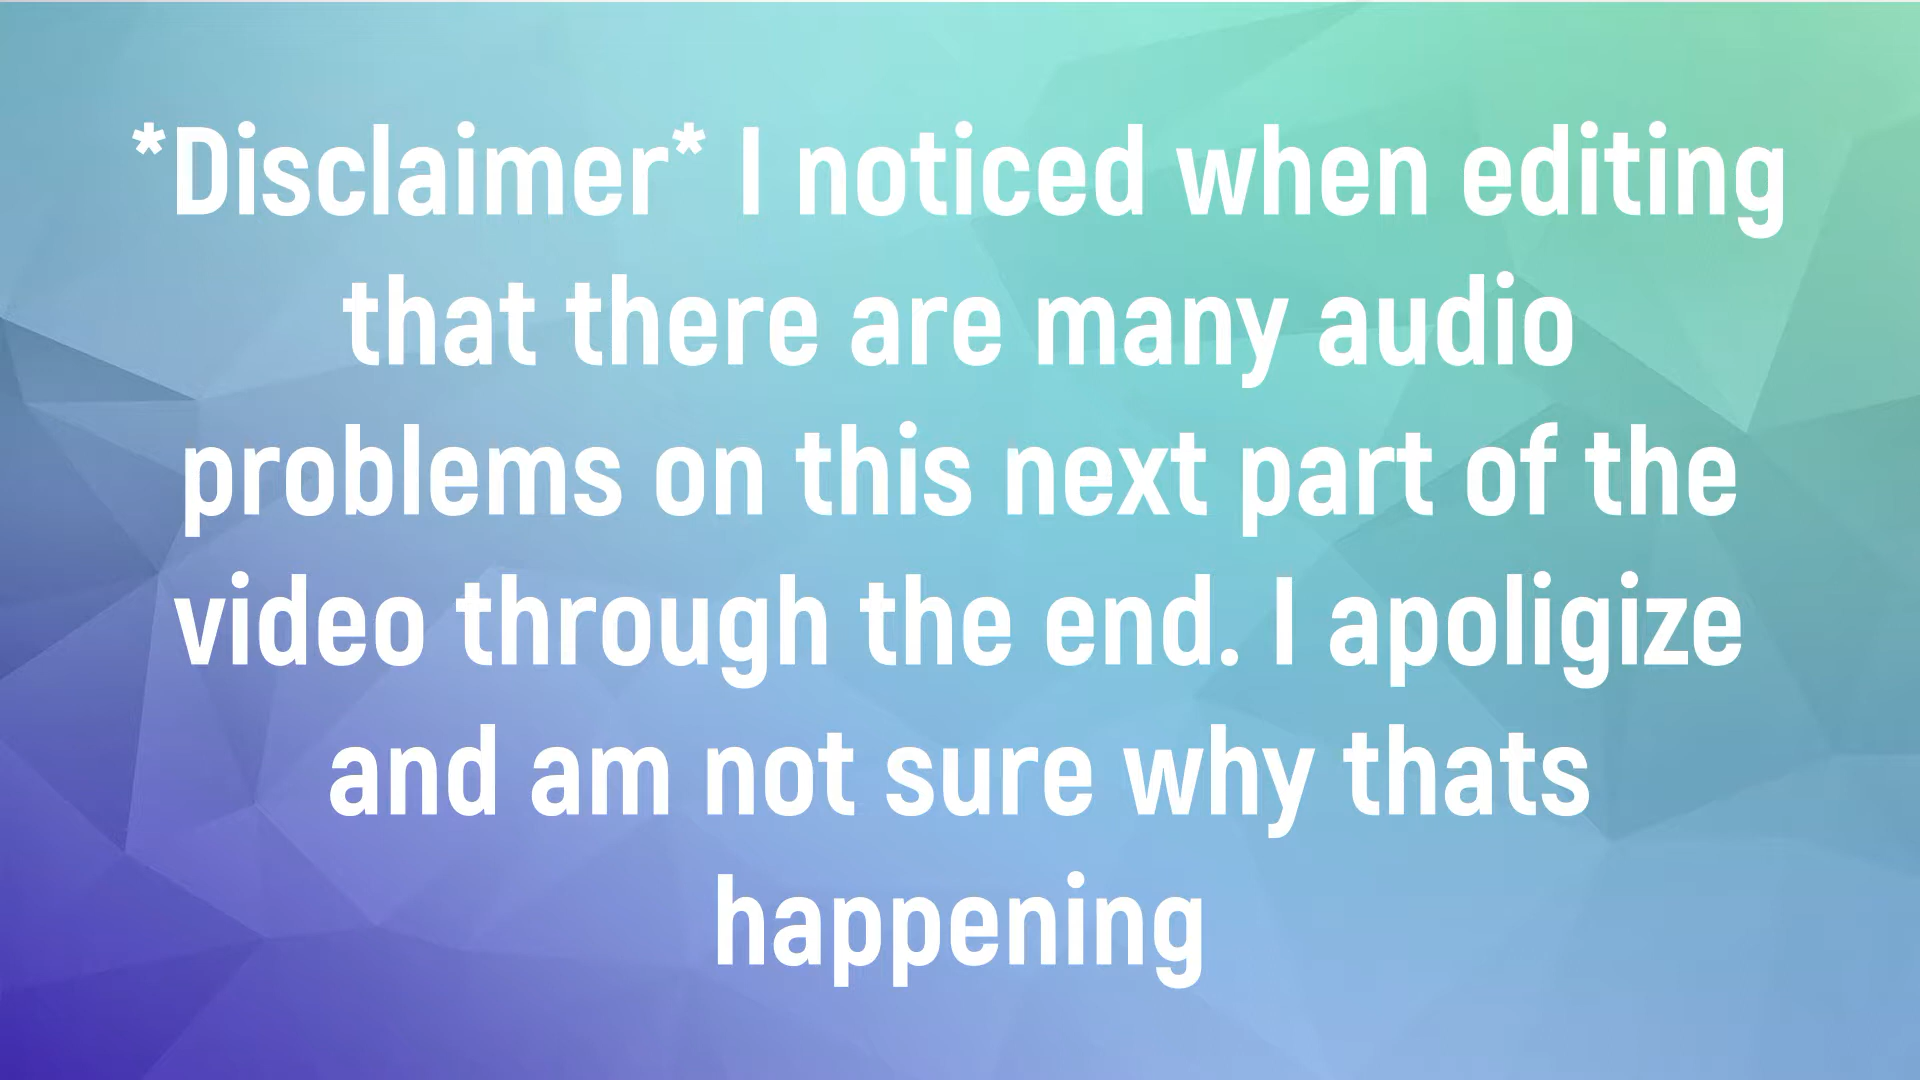 *Disclaimer* I noticed when editing
that there are many audio
problems on this next part of the
video through the end. I apoligize
and am not sure why thats
happening